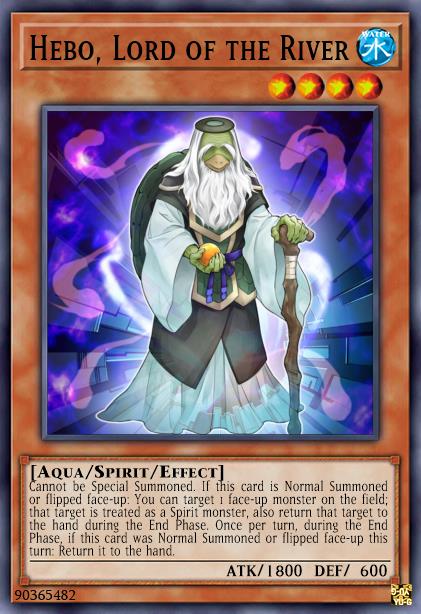 HEBO, LORD OF THE RIVER
WATER
水
[AQUA/SPIRIT/EFFECT]
Cannot be Special Summoned. If this card is Normal Summoned
or flipped face-up: You can target 1 face-up monster on the field;
that target is treated as a Spirit monster, also return that target to
the hand during the End Phase. Once per turn, during the End
Phase, if this card was Normal Summoned or flipped face-up this
turn: Return it to the hand.
ATK/1800 DEF/ 600
90365482